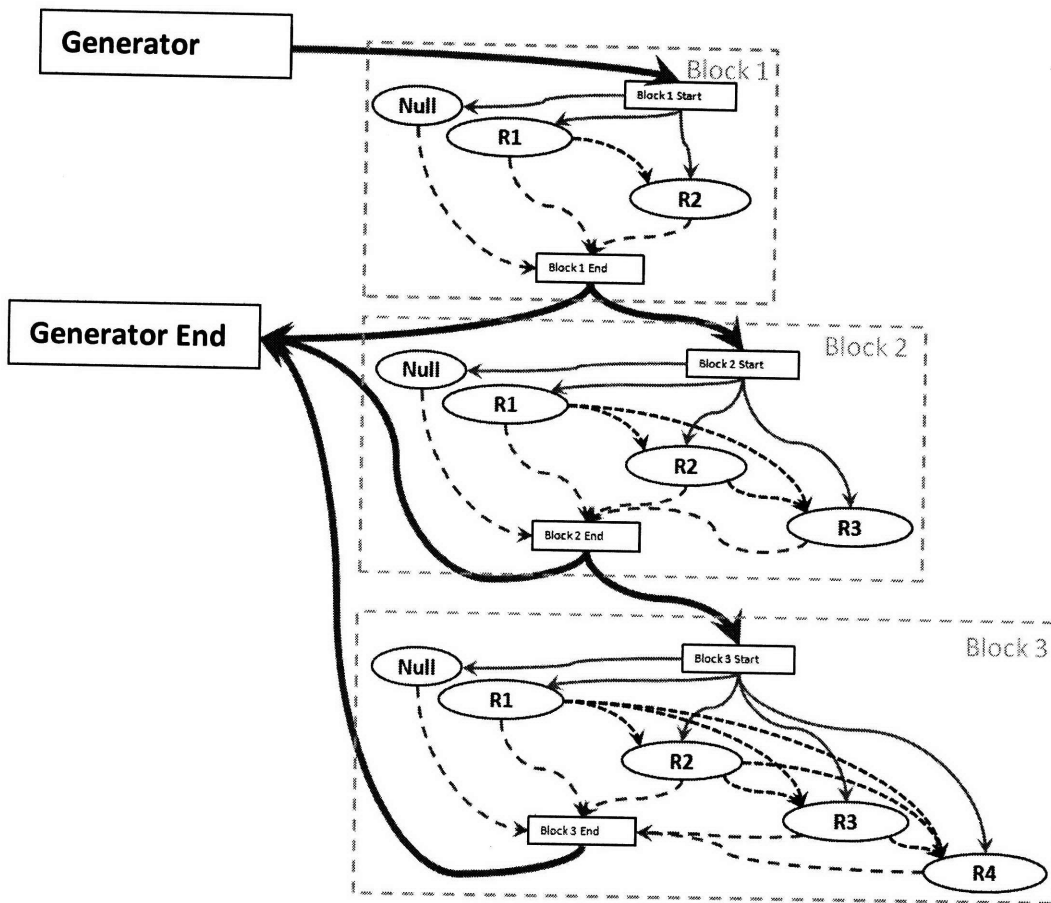 Generator
Block 1
Block 1 Start
Null
R1
R2
Block 1 End
Generator End
Block 2
Block 2 Start
Null
R1
R2
R3
Block 2 End
Block 3
Block 3 Start
Null
R1
R2
R3
Block 3 End
R4